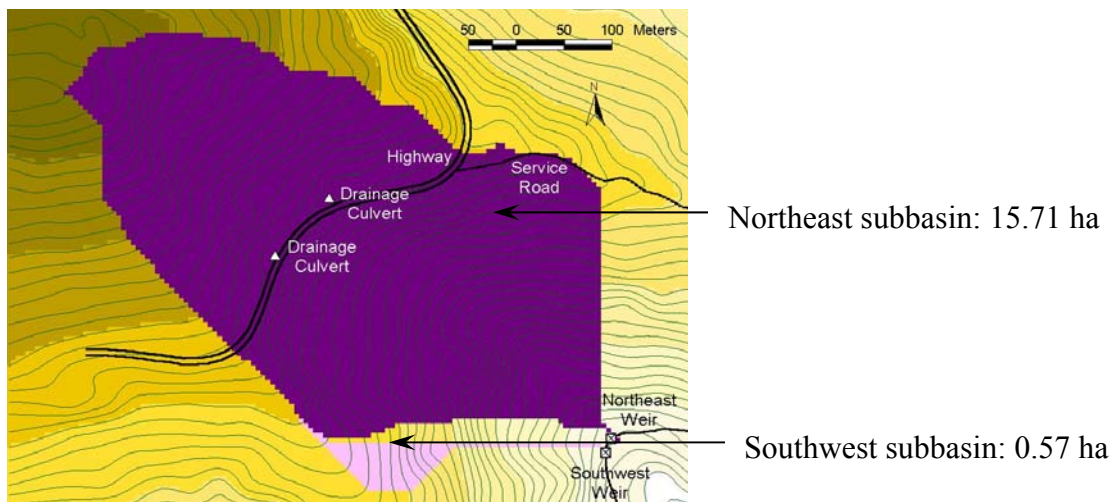 50 0 50 100 Meters
N
Highway
Service
Road
Drainage
Culvert
Northeast subbasin: 15.71 ha
Drainage
Culvert
Northeast
Weir
Southwest subbasin: 0.57 ha
Southwest
Weir